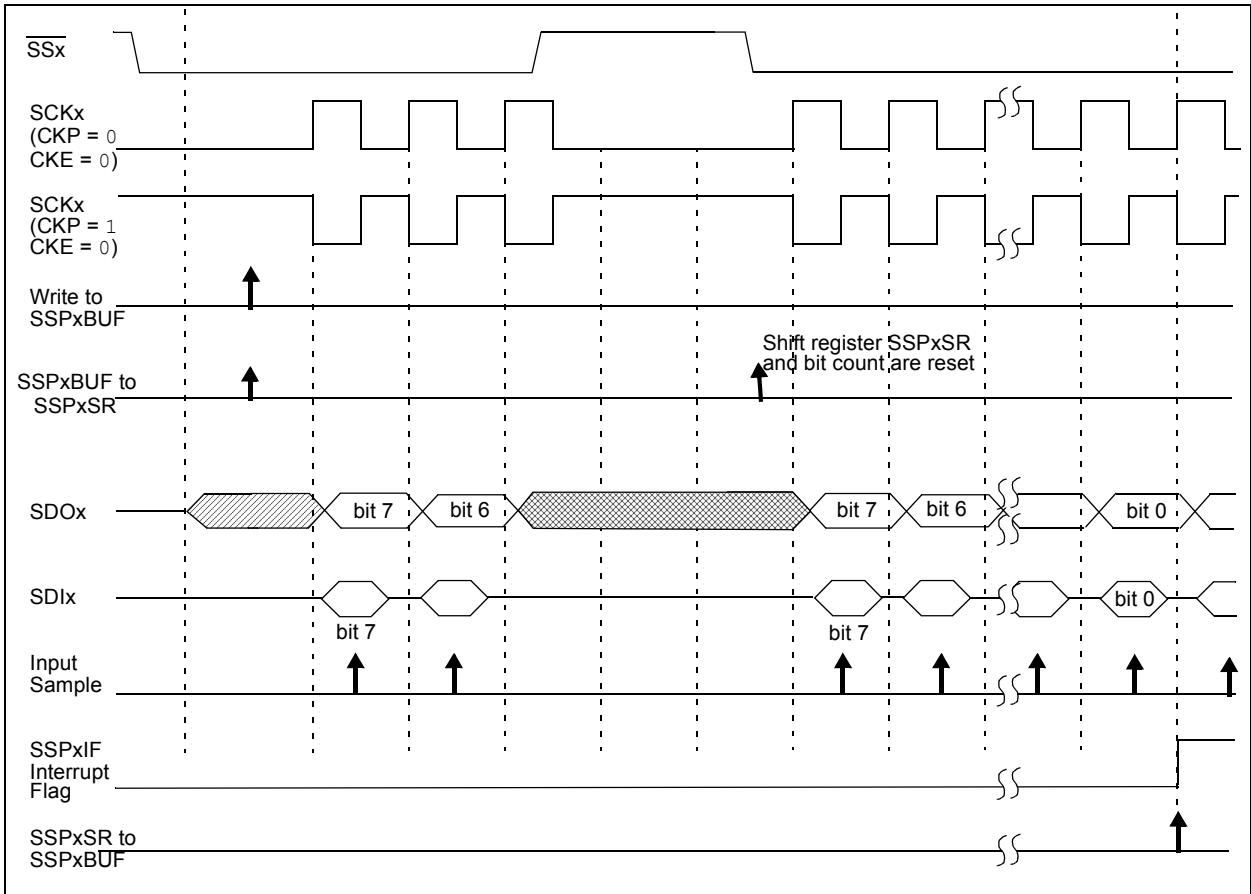 SSx
SCKx
(CKP = 0
CKE = 0)
SCKx
(CKP = 1
CKE = 0)
Write to
SSPxBUF
Shift register SSPxSR
and bit count are reset
SSPxBUF to
SSPxSR
SDOx
bit 7
bit 6
bit 7
bit 6
bit 0
SDIx
bit 0
bit 7
bit 7
Input
Sample
SSPxIF
Interrupt
Flag
SSPxSR to
SSPxBUF